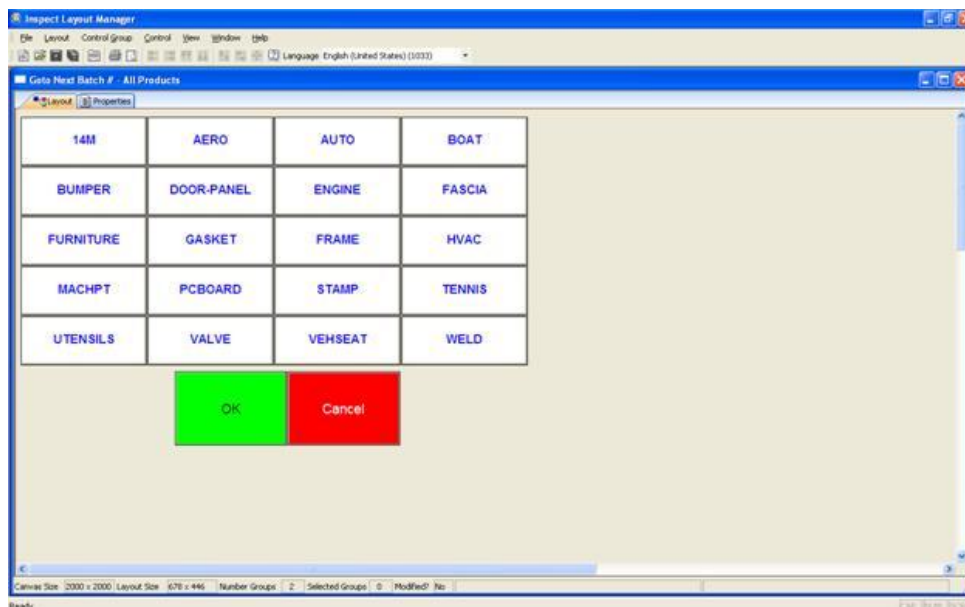 Inspect Layout Manager
File Layout Control Group Control View Window Help
Language English (United States) (1033)
Goto Next Batch # - All Products
Layout Properties
14M AERO AUTO BOAT
BUMPER DOOR-PANEL ENGINE FASCIA
FURNITURE GASKET FRAME HVAC
MACHPT PCBOARD STAMP TENNIS
UTENSILS VALVE VEHSEAT WELD
OK Cancel
Canvas Size 2000 x 2000 Layout Size 678 x 446 Number Groups 2 Selected Groups 0 Modified? No
Ready